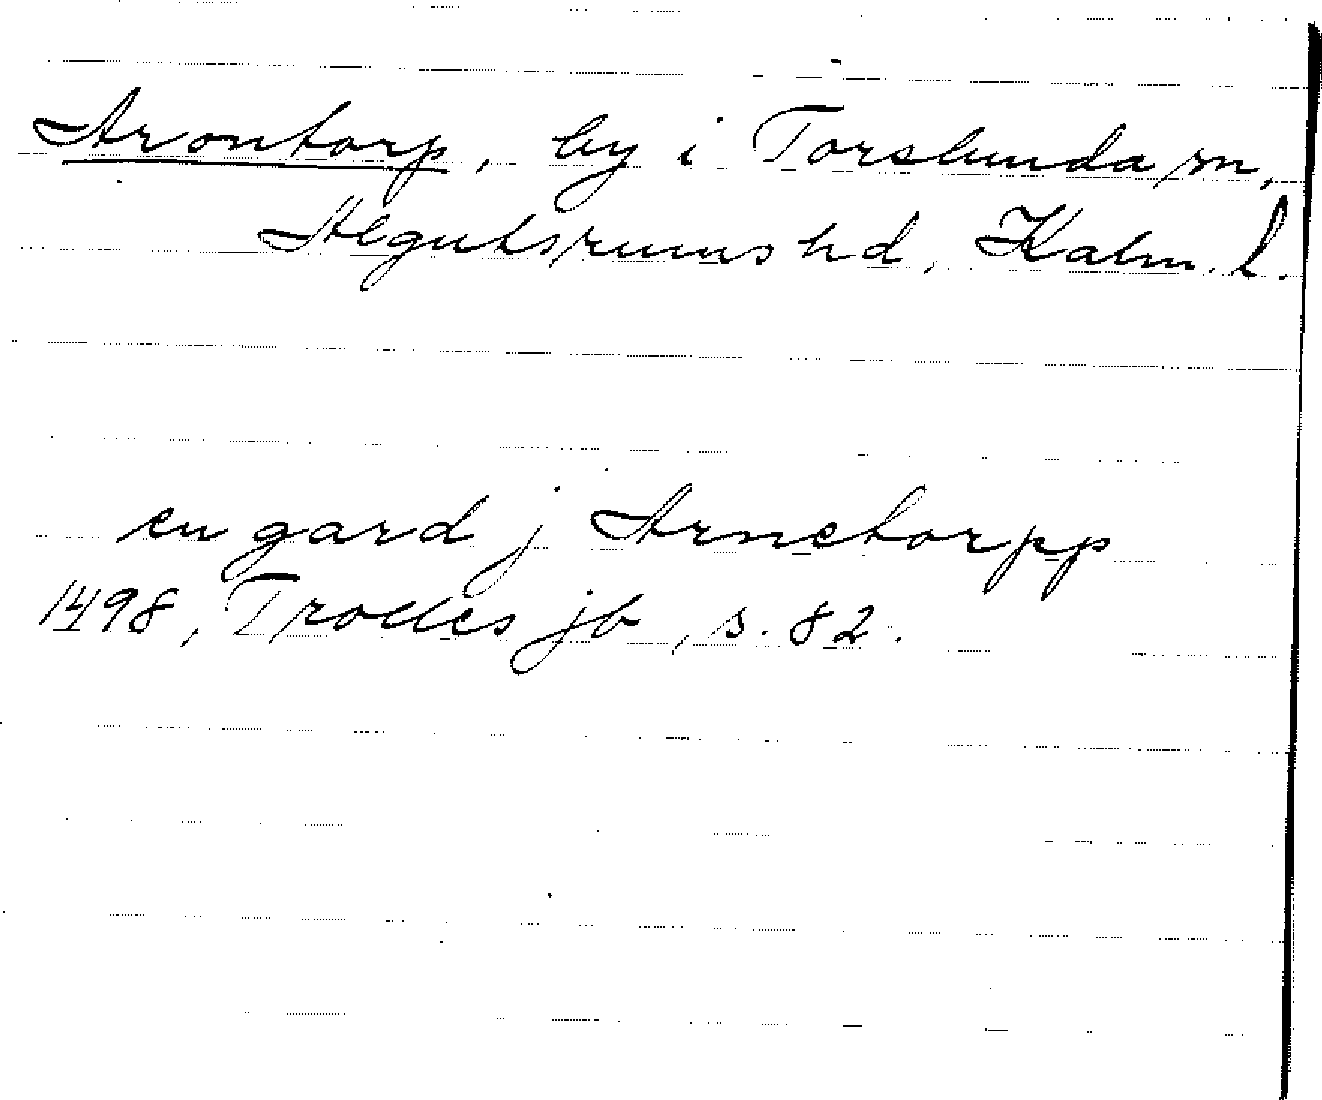 Arontorp, by i Torslunda sn,
Algutsrums hd, Kalm. l.
en gard j Arnetorpp
1498, Trolles jb, s. 82.